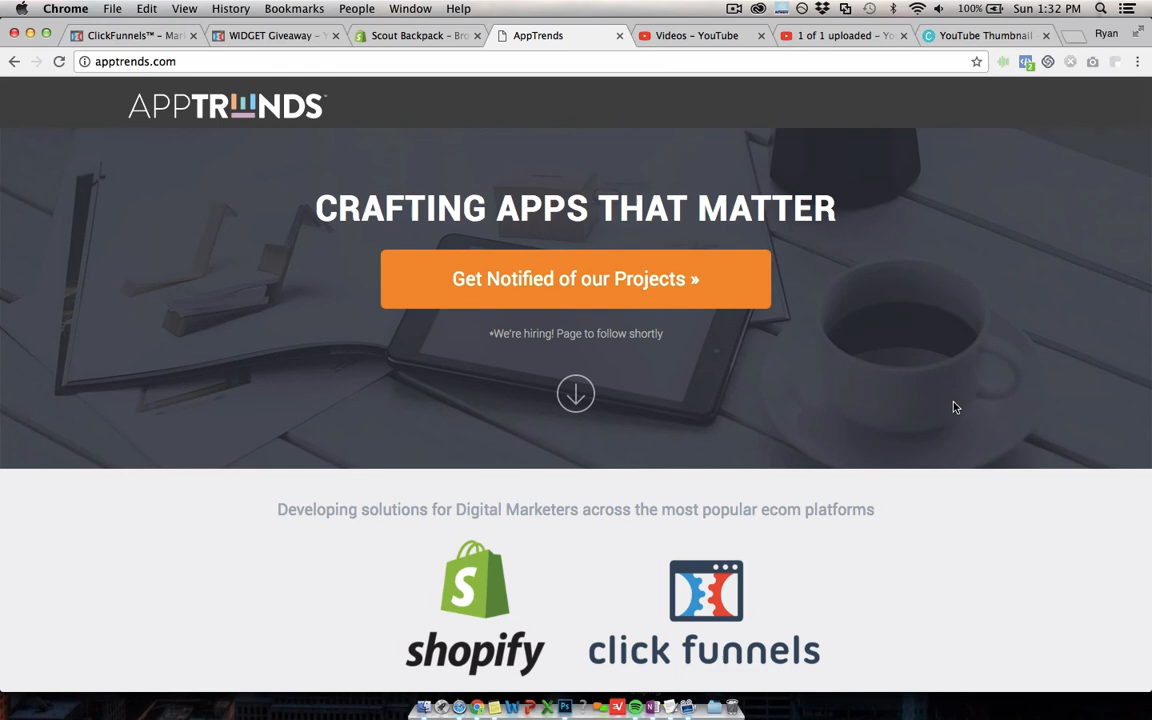 Chrome File Edit View History Bookmarks People Window Help
100% Sun 1:32 PM
ClickFunnels™ – Mar
WIDGET Giveaway – Y
Scout Backpack – Bro
AppTrends
Videos – YouTube
1 of 1 uploaded – Yo
YouTube Thumbnail
Ryan
apptrends.com
2
APPTRENDS™
CRAFTING APPS THAT MATTER
Get Notified of our Projects »
*We're hiring! Page to follow shortly
Developing solutions for Digital Marketers across the most popular ecom platforms
shopify
click funnels